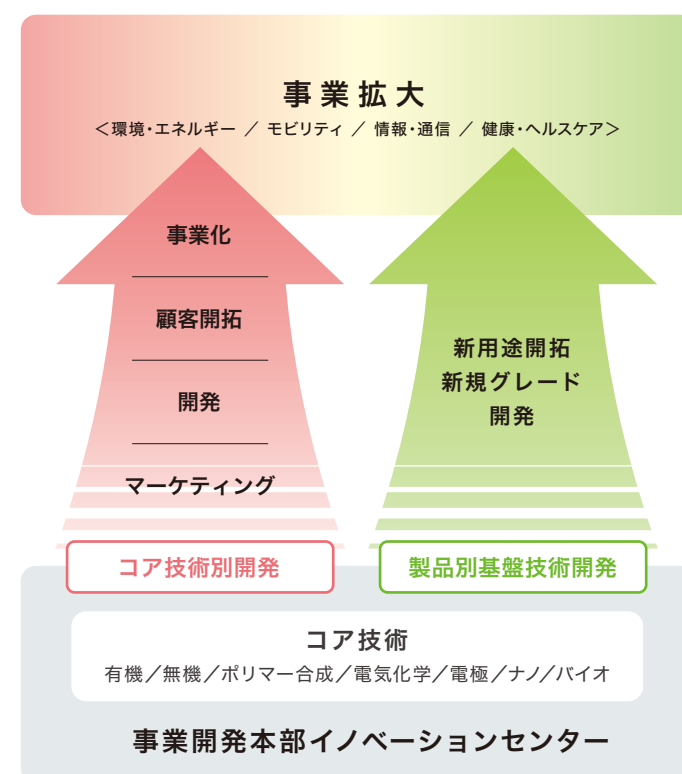 事業拡大
＜環境・エネルギー ／ モビリティ ／ 情報・通信 ／ 健康・ヘルスケア＞
事業化
顧客開拓
開発
マーケティング
新用途開拓
新規グレード
開発
コア技術別開発
製品別基盤技術開発
コア技術
有機／無機／ポリマー合成／電気化学／電極／ナノ／バイオ
事業開発本部イノベーションセンター